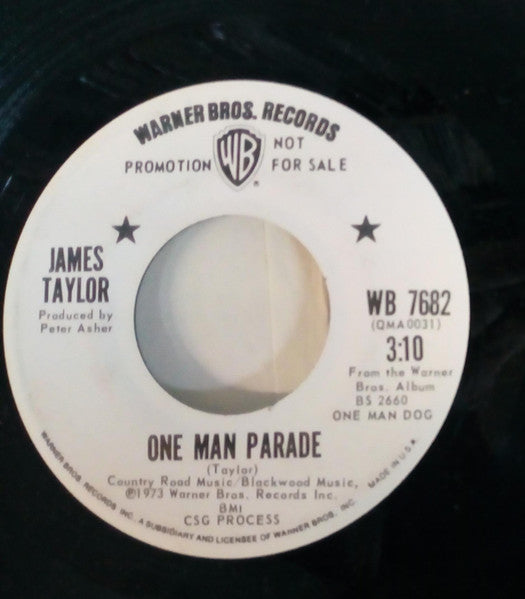 WARNER BROS. RECORDS
WB
PROMOTION
NOT
FOR SALE
JAMES
TAYLOR
Produced by
Peter Asher
WB 7682
(QMA0031)
3:10
From the Warner
Bros. Album
BS 2660
ONE MAN DOG
ONE MAN PARADE
(Taylor)
Country Road Music/Blackwood Music,
℗1973 Warner Bros. Records Inc.
BMI
CSG PROCESS
WARNER BROS. RECORDS INC. A SUBSIDIARY AND LICENSEE OF WARNER BROS. INC. MADE IN U.S.A.